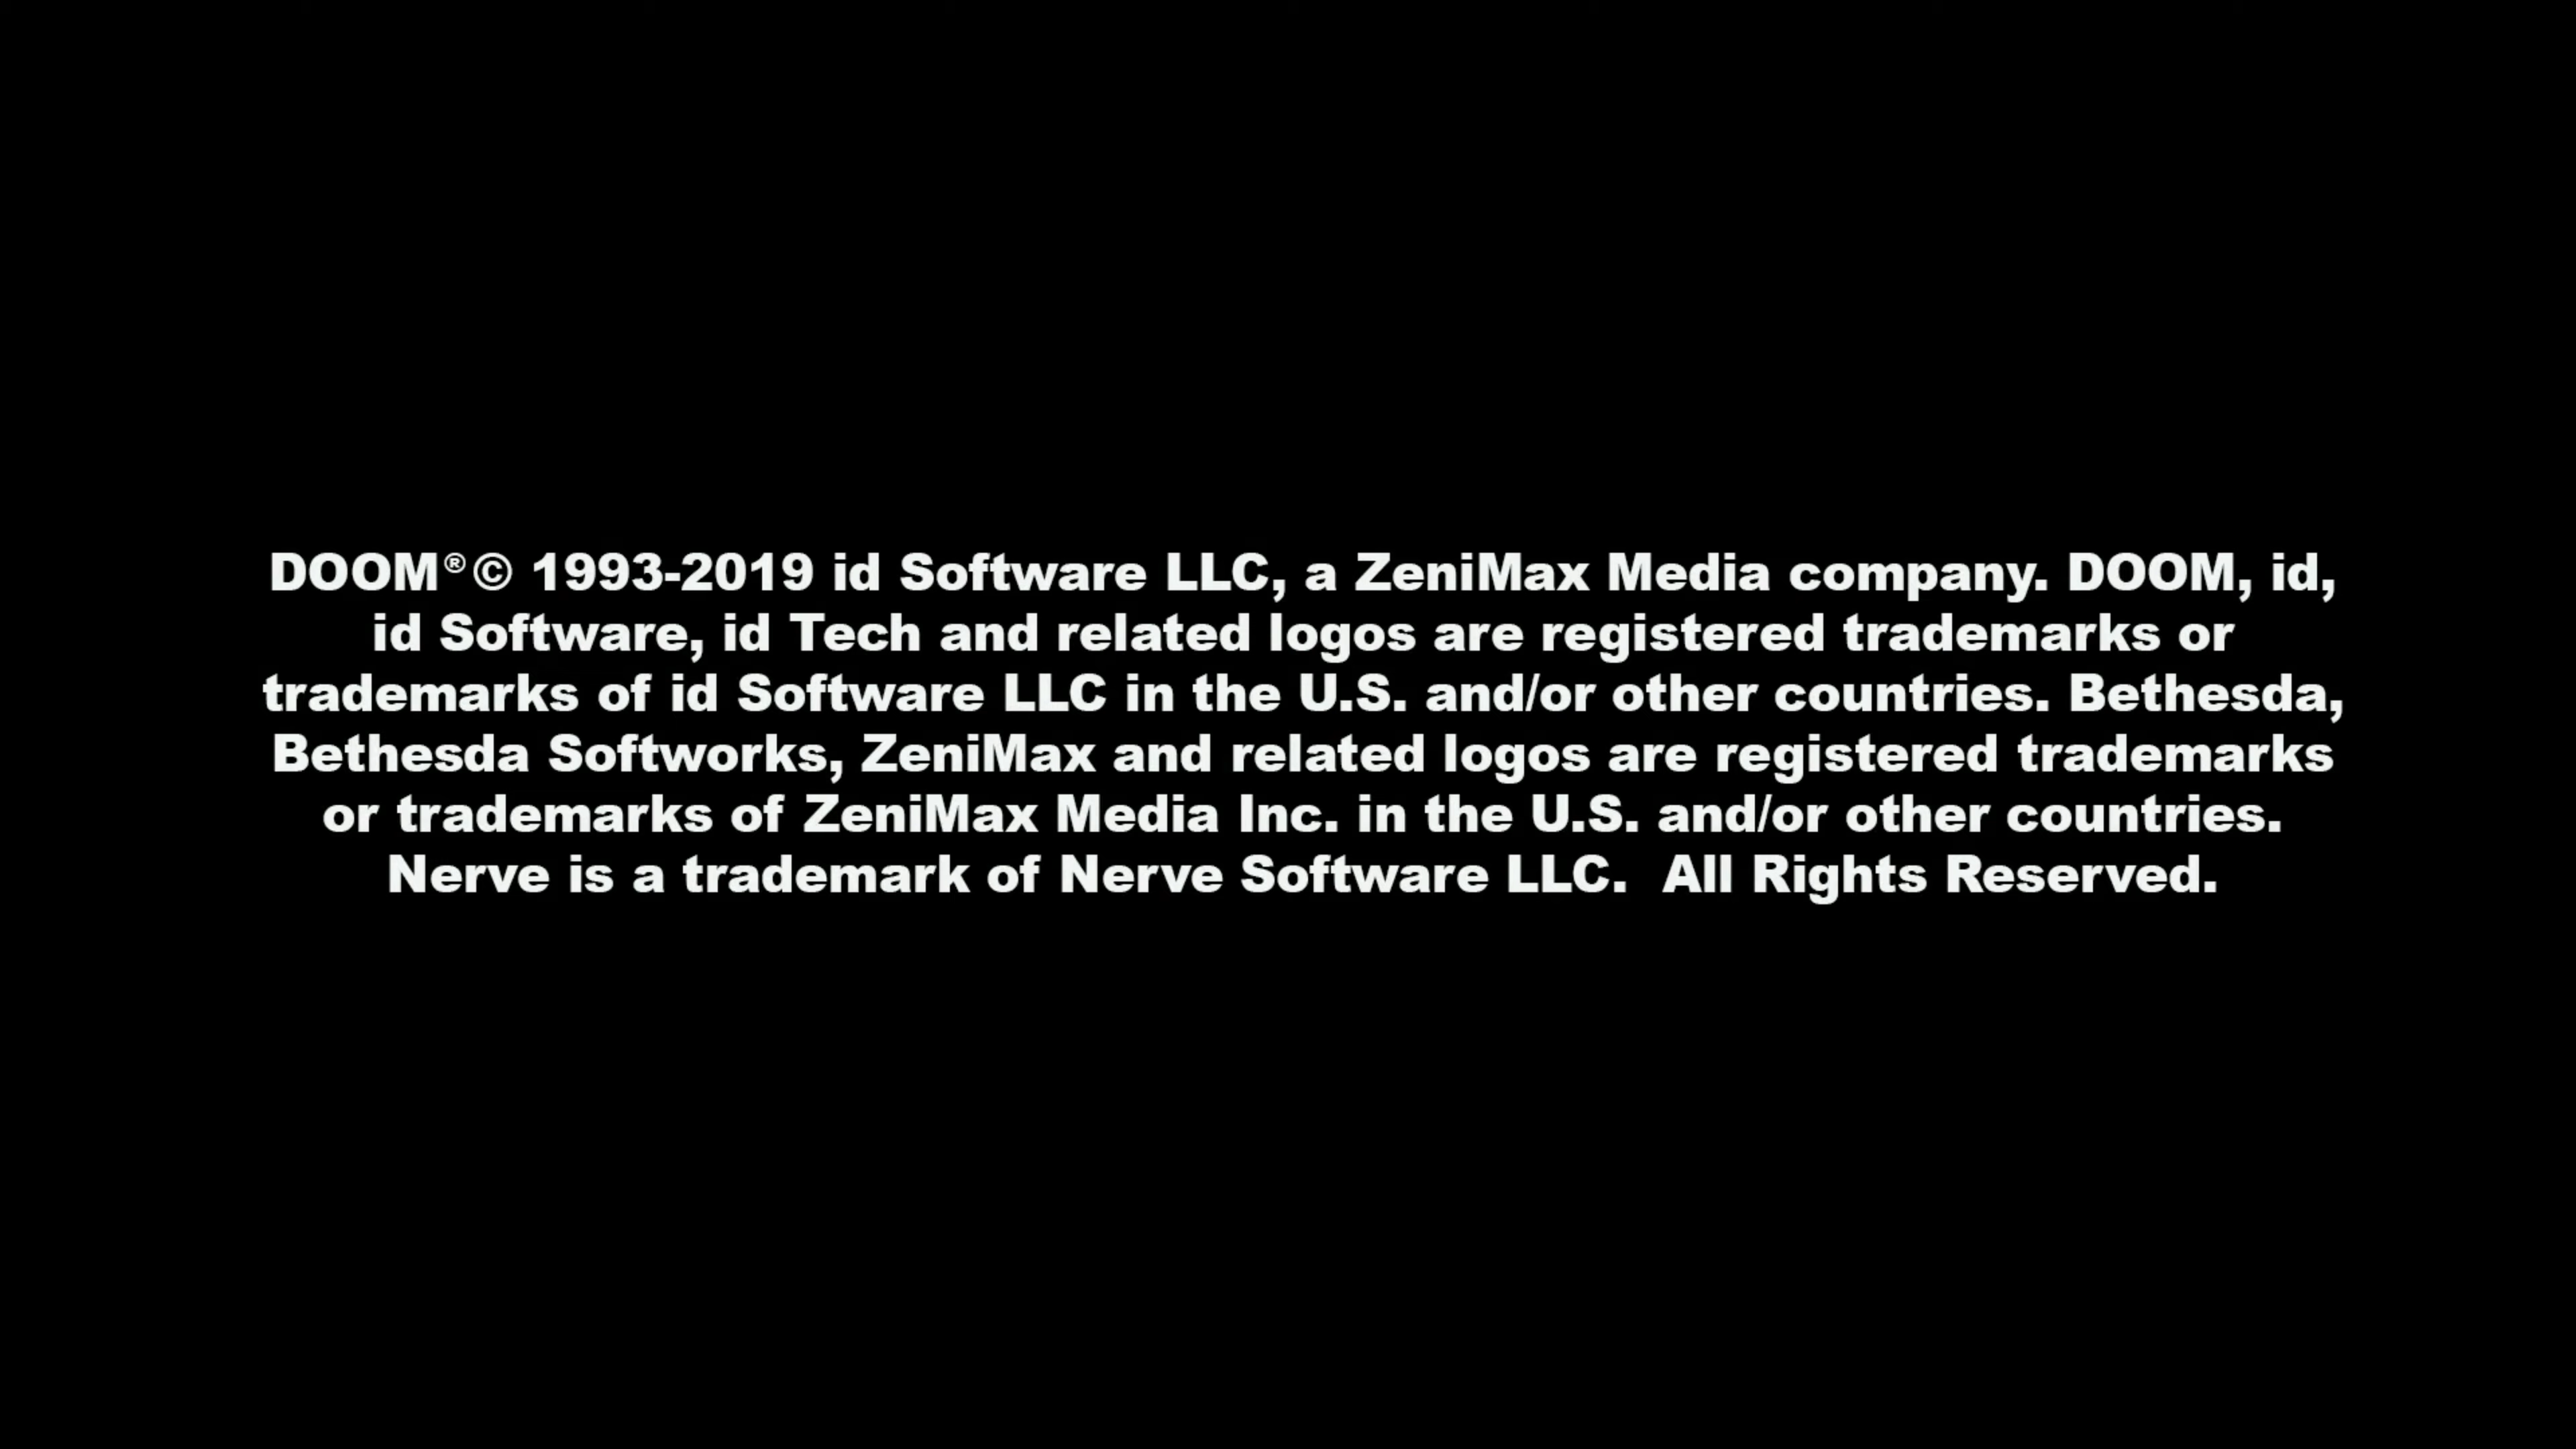 DOOM®© 1993-2019 id Software LLC, a ZeniMax Media company. DOOM, id,
id Software, id Tech and related logos are registered trademarks or
trademarks of id Software LLC in the U.S. and/or other countries. Bethesda,
Bethesda Softworks, ZeniMax and related logos are registered trademarks
or trademarks of ZeniMax Media Inc. in the U.S. and/or other countries.
Nerve is a trademark of Nerve Software LLC.  All Rights Reserved.